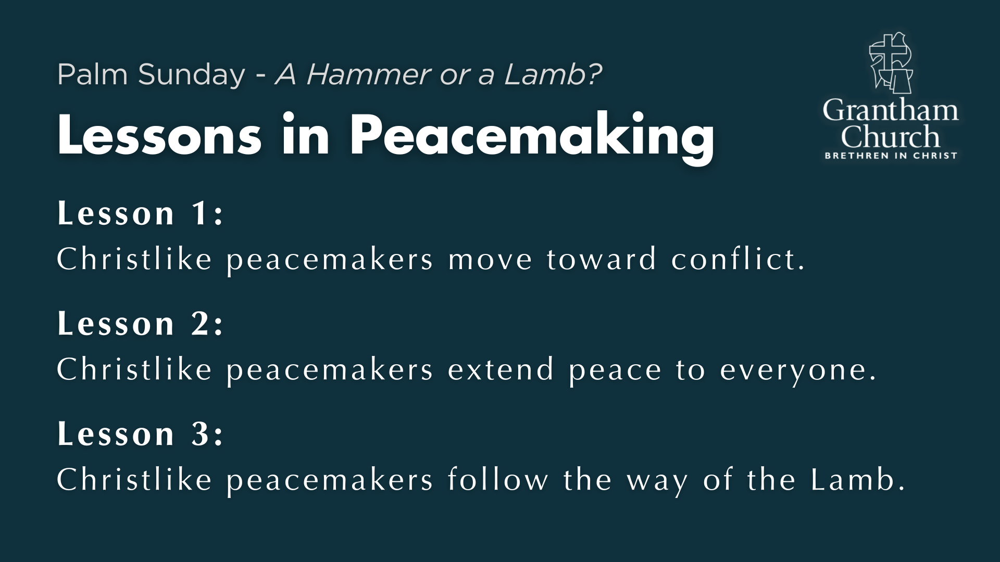 Palm Sunday - A Hammer or a Lamb?
Lessons in Peacemaking
Grantham
Church
BRETHREN IN CHRIST
Lesson 1:
Christlike peacemakers move toward conflict.
Lesson 2:
Christlike peacemakers extend peace to everyone.
Lesson 3:
Christlike peacemakers follow the way of the Lamb.